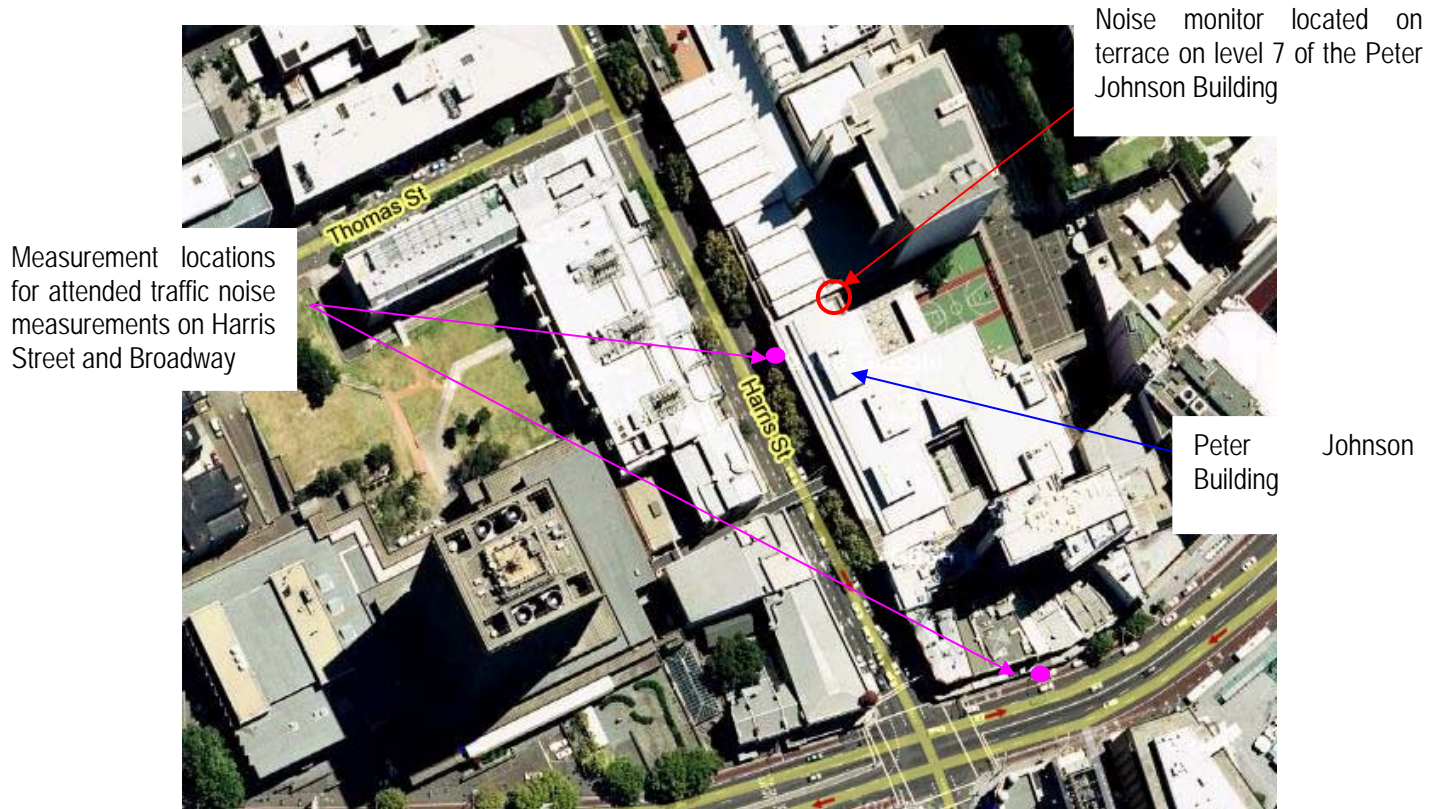 Noise monitor located on
terrace on level 7 of the Peter
Johnson Building
Thomas St
Measurement locations
for attended traffic noise
measurements on Harris
Street and Broadway
Harris St
Peter Johnson
Building